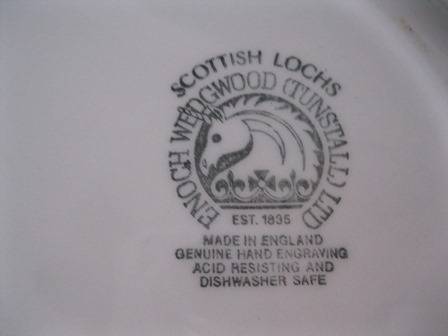 SCOTTISH LOCHS
ENOCH WEDGWOOD (TUNSTALL) LTD
EST. 1835
MADE IN ENGLAND
GENUINE HAND ENGRAVING
ACID RESISTING AND
DISHWASHER SAFE